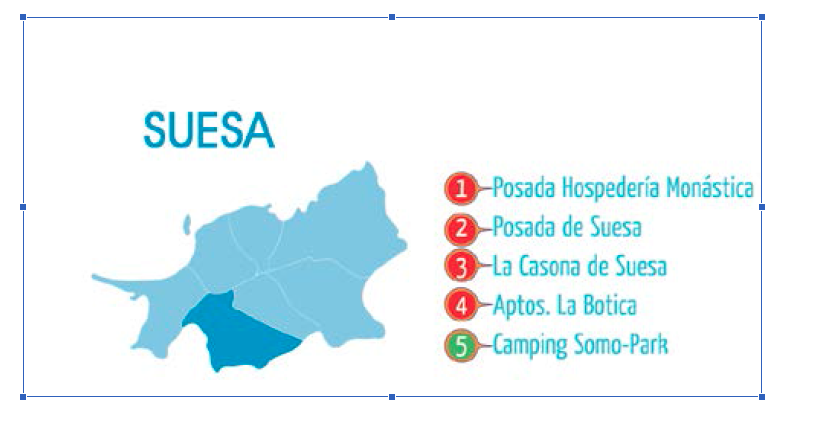 SUESA
1 Posada Hospedería Monástica
2 Posada de Suesa
3 La Casona de Suesa
4 Aptos. La Botica
5 Camping Somo-Park